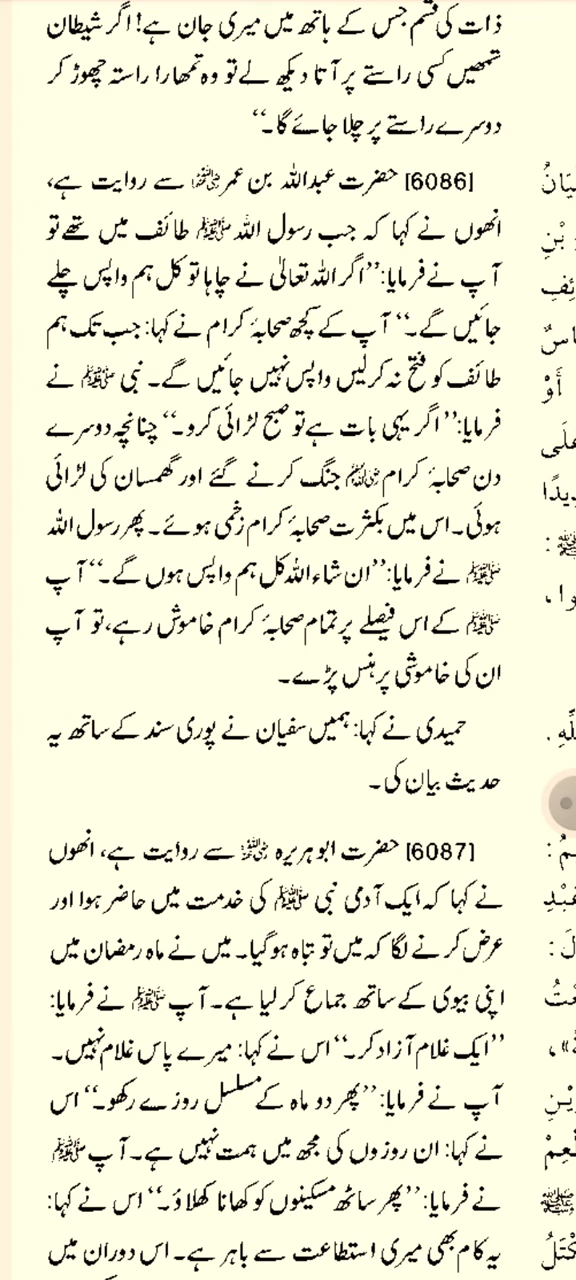 ذات کی قسم جس کے ہاتھ میں میری جان ہے! اگر شیطان
تمھیں کسی راستے پر آتا دیکھ لے تو وہ تمھارا راستہ چھوڑ کر
دوسرے راستے پر چلا جائے گا۔‘‘
[6086] حضرت عبداللہ بن عمر رضی اللہ عنہما سے روایت ہے،
انھوں نے کہا کہ جب رسول اللہ ﷺ طائف میں تھے تو
آپ نے فرمایا: ’’اگر اللہ تعالیٰ نے چاہا تو کل ہم واپس چلے
جائیں گے۔‘‘ آپ کے کچھ صحابۂ کرام نے کہا: جب تک ہم
طائف کو فتح نہ کرلیں واپس نہیں جائیں گے۔ نبی ﷺ نے
فرمایا: ’’اگر یہی بات ہے تو صبح لڑائی کرو۔‘‘ چنانچہ دوسرے
دن صحابۂ کرام رضی اللہ عنہم جنگ کرنے گئے اور گھمسان کی لڑائی
ہوئی۔ اس میں بکثرت صحابۂ کرام زخمی ہوئے۔ پھر رسول اللہ
ﷺ نے فرمایا: ’’ان شاء اللہ کل ہم واپس ہوں گے۔‘‘ آپ
ﷺ کے اس فیصلے پر تمام صحابۂ کرام خاموش رہے، تو آپ
ان کی خاموشی پر ہنس پڑے۔
حمیدی نے کہا: ہمیں سفیان نے پوری سند کے ساتھ یہ
حدیث بیان کی۔
[6087] حضرت ابو ہریرہ رضی اللہ عنہ سے روایت ہے، انھوں
نے کہا کہ ایک آدمی نبی ﷺ کی خدمت میں حاضر ہوا اور
عرض کرنے لگا کہ میں تو تباہ ہوگیا۔ میں نے ماہ رمضان میں
اپنی بیوی کے ساتھ جماع کر لیا ہے۔ آپ ﷺ نے فرمایا:
’’ایک غلام آزاد کر۔‘‘ اس نے کہا: میرے پاس غلام نہیں۔
آپ نے فرمایا: ’’پھر دو ماہ کے مسلسل روزے رکھو۔‘‘ اس
نے کہا: ان روزوں کی مجھ میں ہمت نہیں ہے۔ آپ ﷺ
نے فرمایا: ’’پھر ساٹھ مسکینوں کو کھانا کھلاؤ۔‘‘ اس نے کہا:
یہ کام بھی میری استطاعت سے باہر ہے۔ اس دوران میں